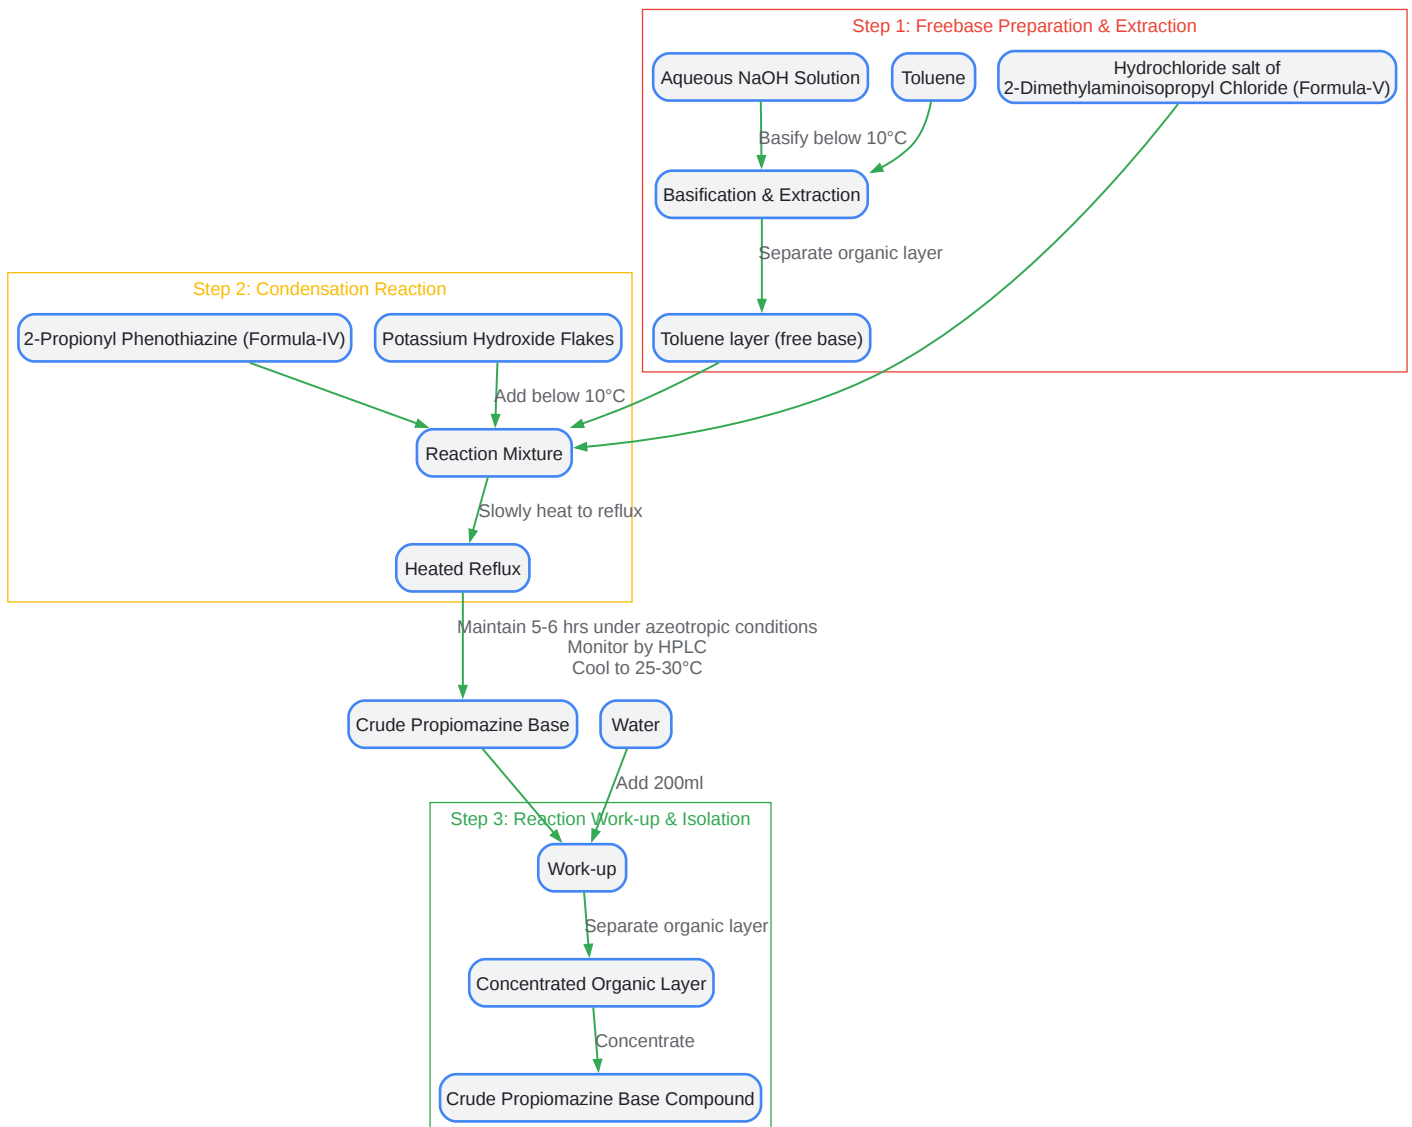 Step 1: Freebase Preparation & Extraction
Aqueous NaOH Solution
Toluene
Hydrochloride salt of
2-Dimethylaminoisopropyl Chloride (Formula-V)
Basify below 10°C
Basification & Extraction
Separate organic layer
Toluene layer (free base)
Step 2: Condensation Reaction
2-Propionyl Phenothiazine (Formula-IV)
Potassium Hydroxide Flakes
Add below 10°C
Reaction Mixture
Slowly heat to reflux
Heated Reflux
Maintain 5-6 hrs under azeotropic conditions
Monitor by HPLC
Cool to 25-30°C
Crude Propiomazine Base
Water
Add 200ml
Step 3: Reaction Work-up & Isolation
Work-up
Separate organic layer
Concentrated Organic Layer
Concentrate
Crude Propiomazine Base Compound